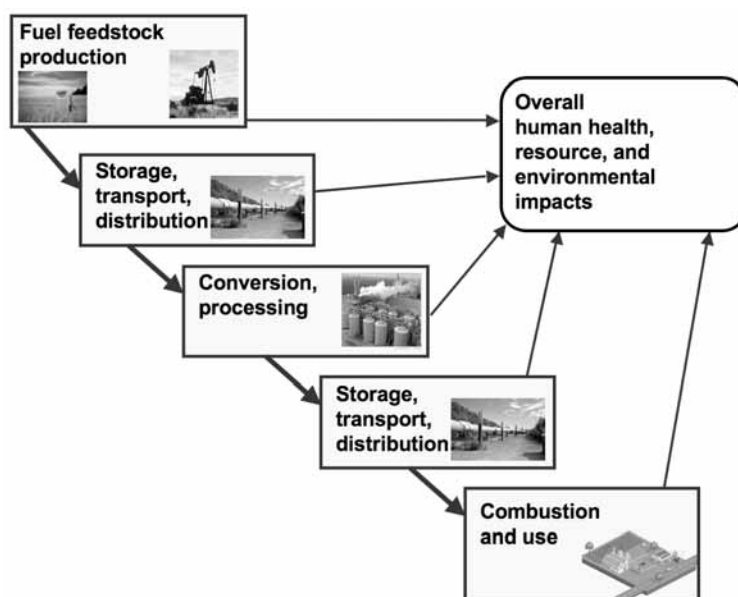 Fuel feedstock
production
Overall
human health,
resource, and
environmental
impacts
Storage,
transport,
distribution
Conversion,
processing
Storage,
transport,
distribution
Combustion
and use